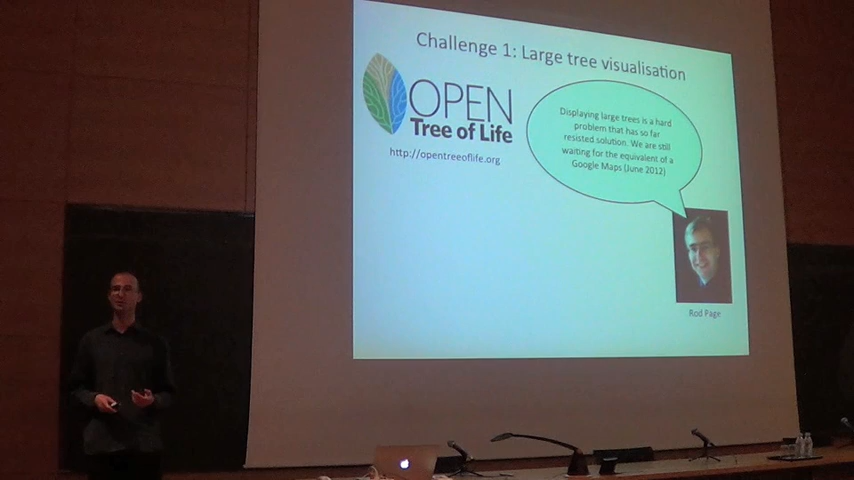 Challenge 1: Large tree visualisation
OPEN
Tree of Life
http://opentreeoflife.org
Displaying large trees is a hard
problem that has so far
resisted solution. We are still
waiting for the equivalent of a
Google Maps (June 2012)
Rod Page